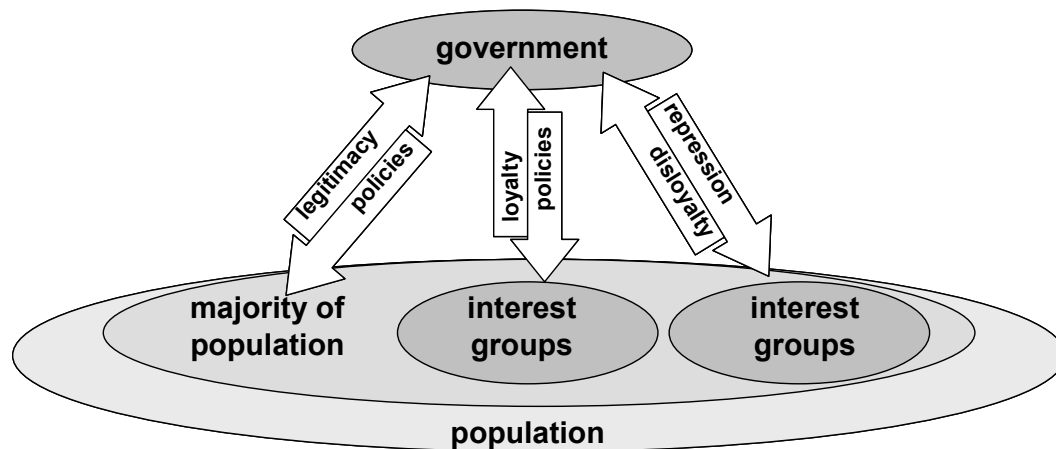 government
legitimacy
policies
loyalty
policies
repression
disloyalty
majority of
population
interest
groups
interest
groups
population